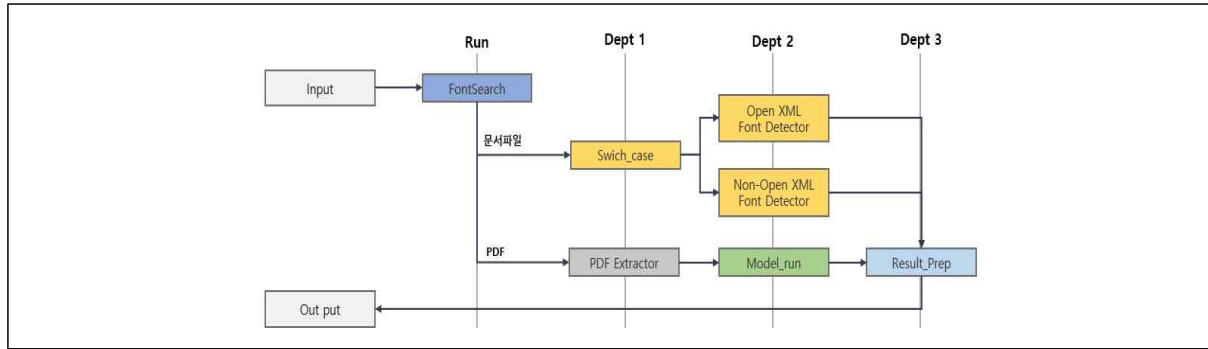 Run
Dept 1
Dept 2
Dept 3
Input
FontSearch
문서파일
Swich_case
Open XML
Font Detector
Non-Open XML
Font Detector
PDF
PDF Extractor
Model_run
Result_Prep
Out put